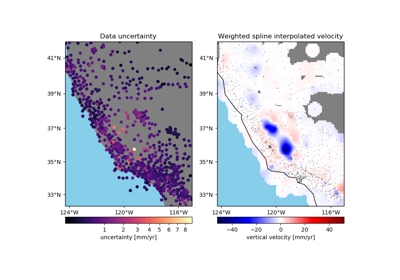 Data uncertainty
Weighted spline interpolated velocity
41°N
39°N
37°N
35°N
33°N
124°W
120°W
116°W
41°N
39°N
37°N
35°N
33°N
124°W
120°W
116°W
1 2 3 4 5 6 7 8
uncertainty [mm/yr]
−40 −20 0 20 40
vertical velocity [mm/yr]